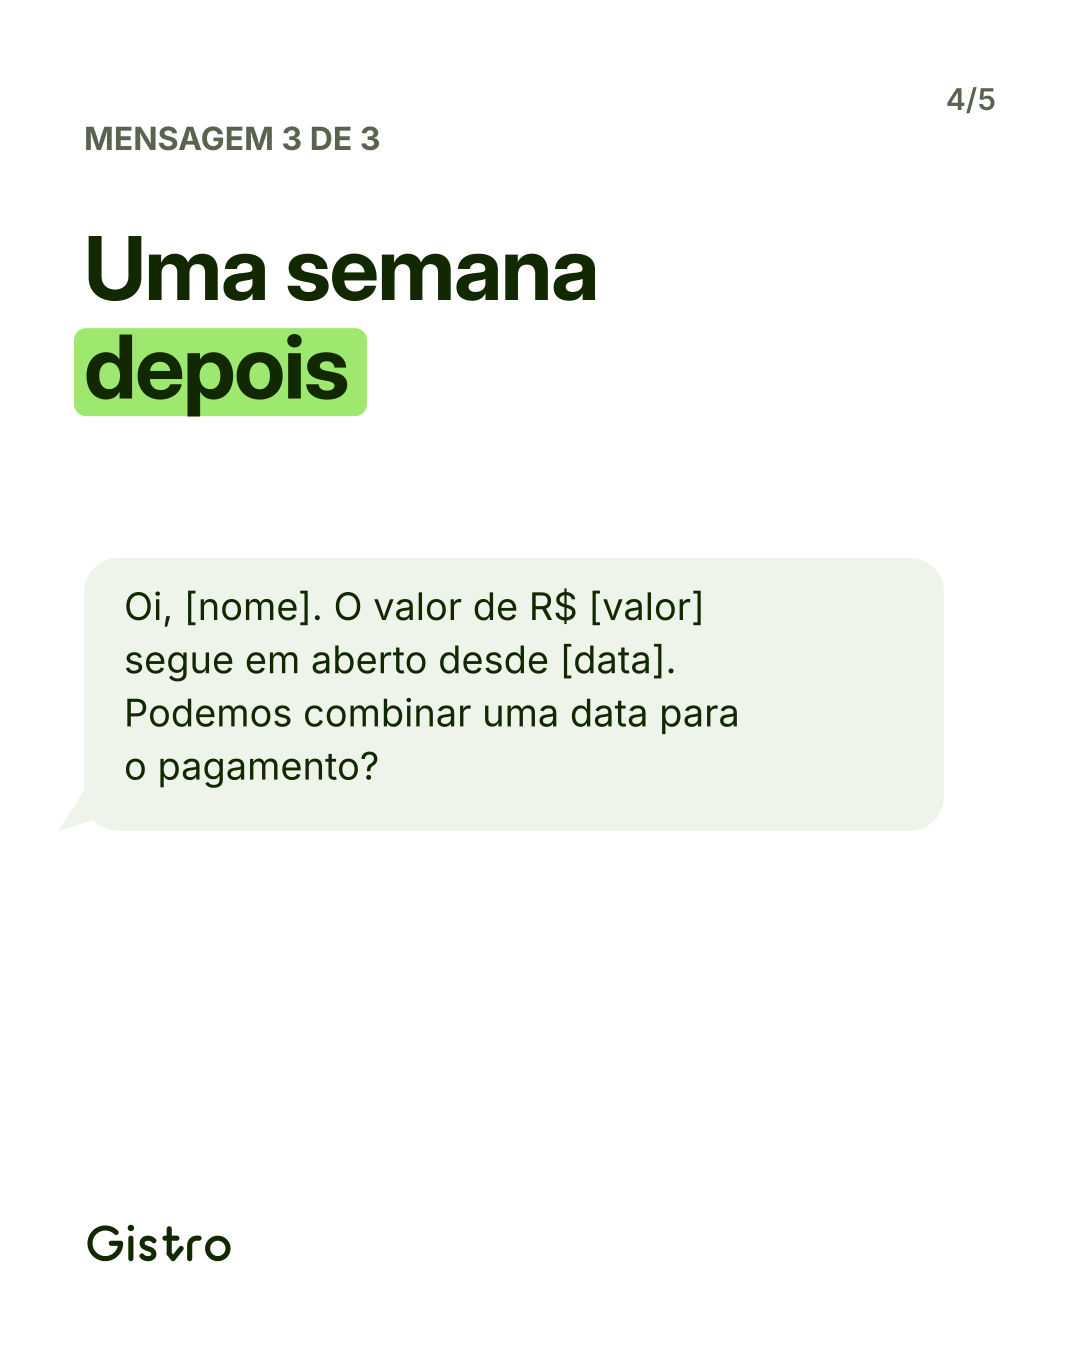 4/5
MENSAGEM 3 DE 3
Uma semana
depois
Oi, [nome]. O valor de R$ [valor]
segue em aberto desde [data].
Podemos combinar uma data para
o pagamento?
Gistro